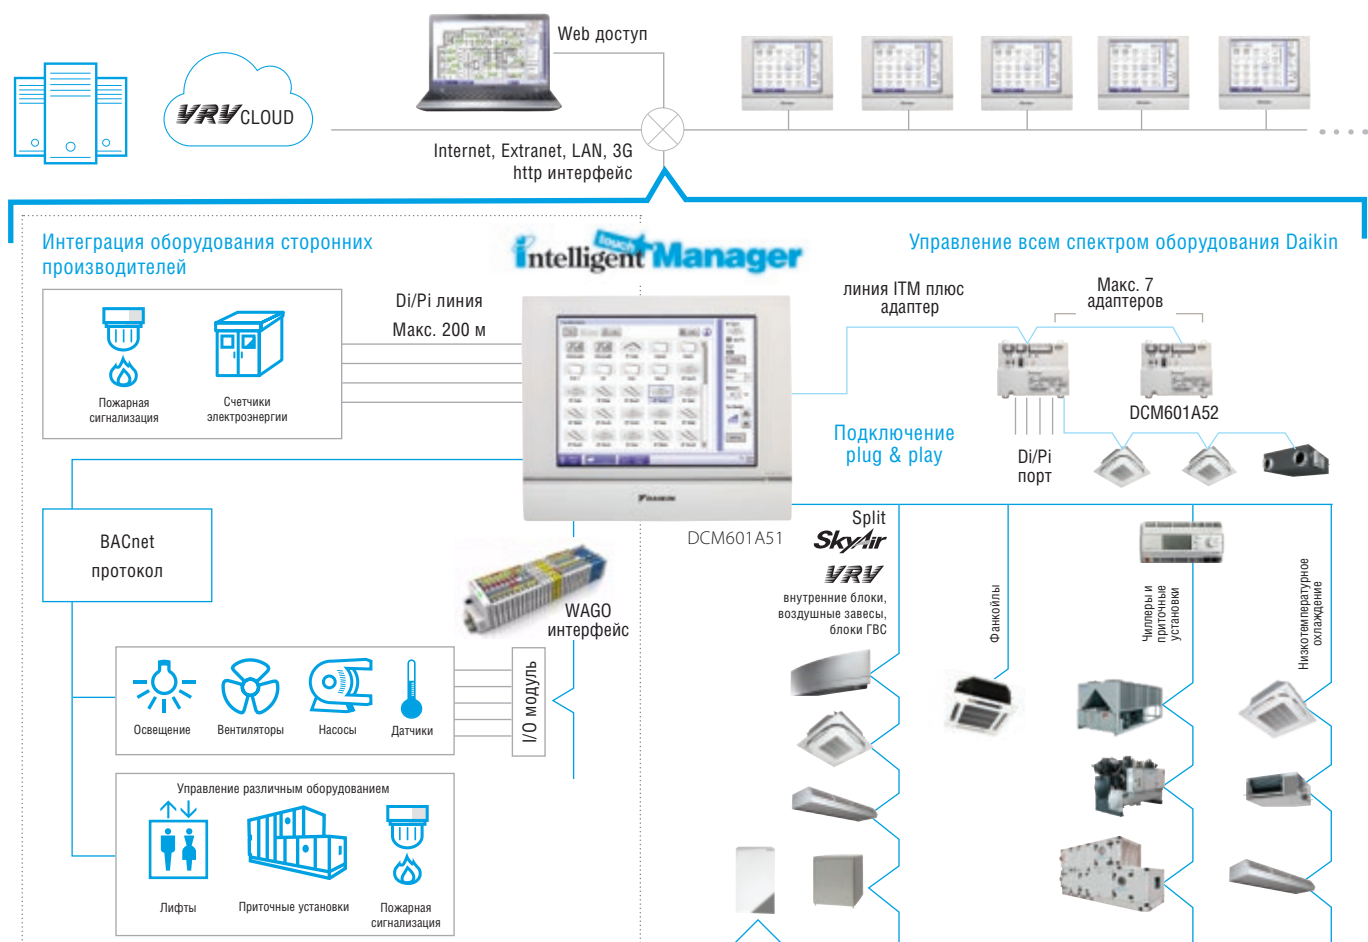 Web доступ
VRV CLOUD
Internet, Extranet, LAN, 3G
http интерфейс
Интеграция оборудования сторонних
производителей
intelligent touch Manager
Управление всем спектром оборудования Daikin
Di/Pi линия
Макс. 200 м
Пожарная
сигнализация
Счетчики
электроэнергии
линия ITM плюс
адаптер
Макс. 7
адаптеров
DCM601A52
Подключение
plug & play
Di/Pi
порт
DAIKIN
DCM601A51
BACnet
протокол
WAGO
интерфейс
Split
SkyAir
VRV
внутренние блоки,
воздушные завесы,
блоки ГВС
Фанкойлы
Чиллеры и
приточные
установки
Низкотемпературное
охлаждение
Освещение
Вентиляторы
Насосы
Датчики
I/O модуль
Управление различным оборудованием
Лифты
Приточные установки
Пожарная
сигнализация